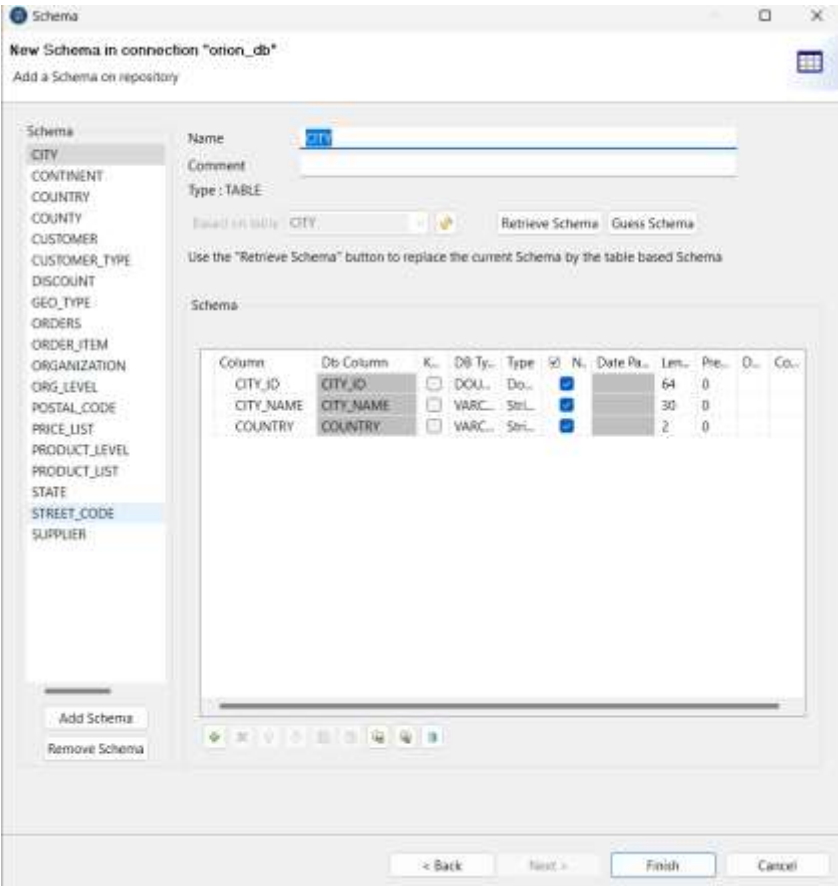 Schema
New Schema in connection "orion_db"
Add a Schema on repository
Schema
CITY
CONTINENT
COUNTRY
COUNTY
CUSTOMER
CUSTOMER_TYPE
DISCOUNT
GEO_TYPE
ORDERS
ORDER_ITEM
ORGANIZATION
ORG_LEVEL
POSTAL_CODE
PRICE_LIST
PRODUCT_LEVEL
PRODUCT_LIST
STATE
STREET_CODE
SUPPLIER
Add Schema
Remove Schema
Name CITY
Comment
Type : TABLE
Based on table CITY Retrieve Schema Guess Schema
Use the "Retrieve Schema" button to replace the current Schema by the table based Schema
Schema
Column Db Column K... DB Ty... Type N.. Date Pa... Len... Pre... D... Co...
CITY_ID CITY_ID DOU... Do... 64 0
CITY_NAME CITY_NAME VARC... Stri... 30 0
COUNTRY COUNTRY VARC... Stri... 2 0
< Back Next > Finish Cancel